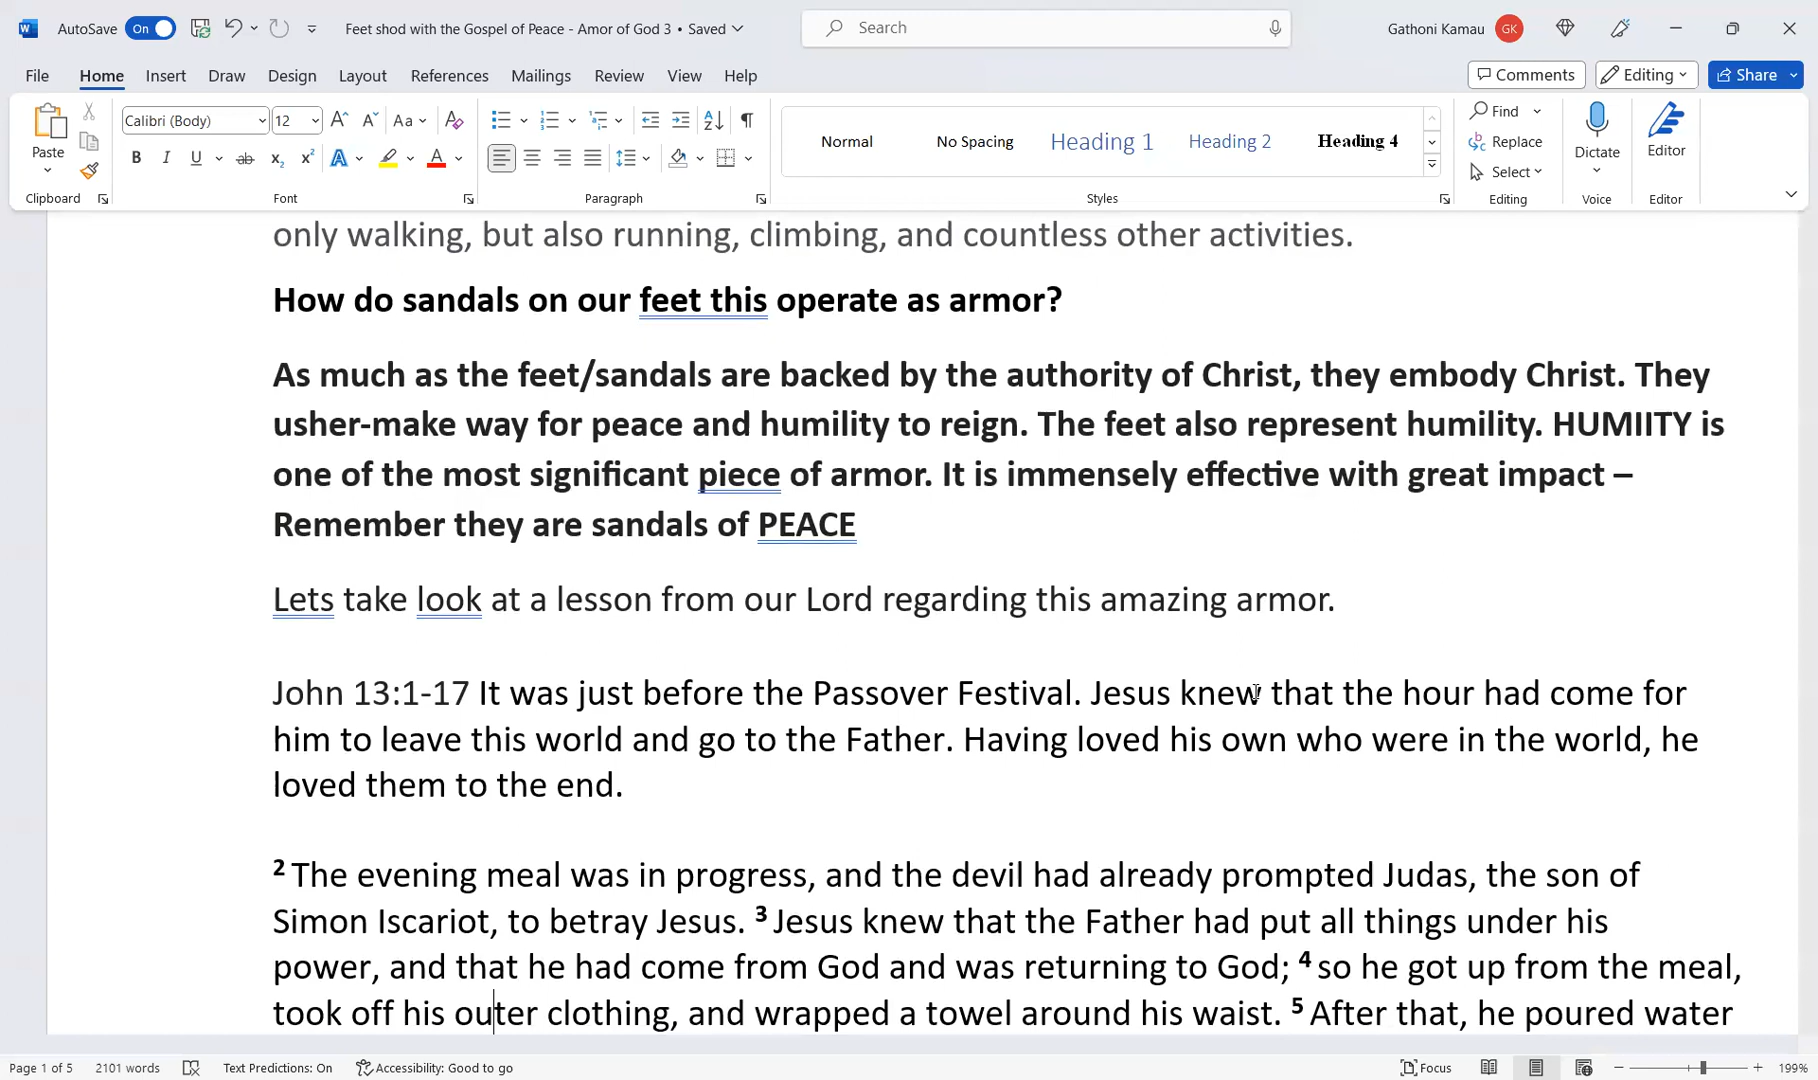 AutoSave On Feet shod with the Gospel of Peace - Amor of God 3 • Saved Search Gathoni Kamau GK
File Home Insert Draw Design Layout References Mailings Review View Help Comments Editing Share
Paste
Clipboard
Calibri (Body) 12 A A Aa A
B I U ab x₂ x² A A
Font
Paragraph
Normal No Spacing Heading 1 Heading 2 Heading 4
Styles
Find
Replace
Select
Editing
Dictate
Voice
Editor
Editor
only walking, but also running, climbing, and countless other activities.
How do sandals on our feet this operate as armor?
As much as the feet/sandals are backed by the authority of Christ, they embody Christ. They
usher-make way for peace and humility to reign. The feet also represent humility. HUMIITY is
one of the most significant piece of armor. It is immensely effective with great impact –
Remember they are sandals of PEACE
Lets take look at a lesson from our Lord regarding this amazing armor.
John 13:1-17 It was just before the Passover Festival. Jesus knew that the hour had come for
him to leave this world and go to the Father. Having loved his own who were in the world, he
loved them to the end.
² The evening meal was in progress, and the devil had already prompted Judas, the son of
Simon Iscariot, to betray Jesus. ³ Jesus knew that the Father had put all things under his
power, and that he had come from God and was returning to God; ⁴ so he got up from the meal,
took off his outer clothing, and wrapped a towel around his waist. ⁵ After that, he poured water
Page 1 of 5 2101 words Text Predictions: On Accessibility: Good to go Focus 199%